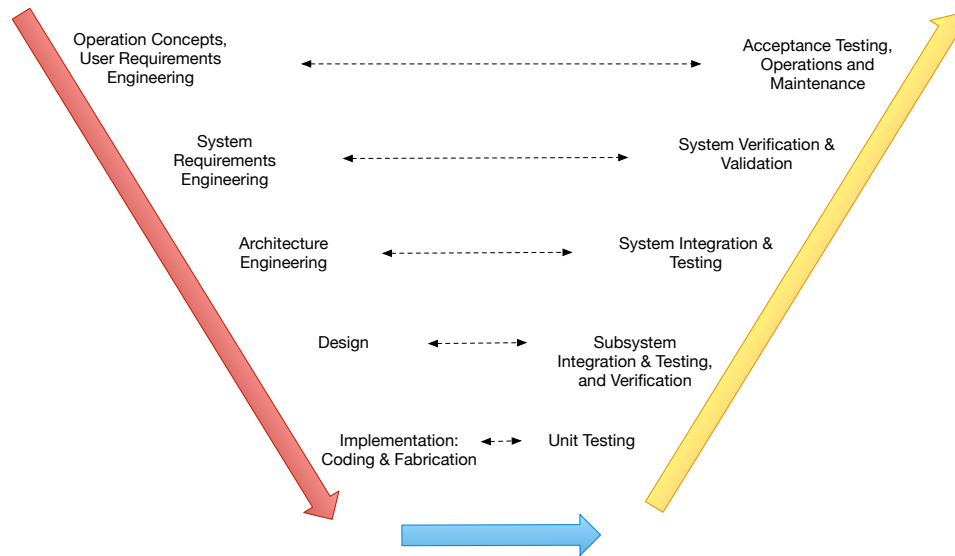 Operation Concepts,
User Requirements
Engineering
Acceptance Testing,
Operations and
Maintenance
System
Requirements
Engineering
System Verification &
Validation
Architecture
Engineering
System Integration &
Testing
Design
Subsystem
Integration & Testing,
and Verification
Implementation:
Coding & Fabrication
Unit Testing